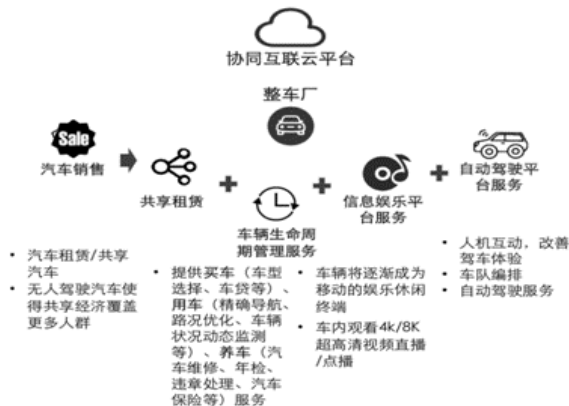 协同互联云平台
整车厂
Sale
汽车销售
共享租赁
车辆生命周
期管理服务
信息娱乐平
台服务
自动驾驶平
台服务
• 汽车租赁/共享
汽车
• 无人驾驶汽车使
得共享经济覆盖
更多人群
• 提供买车（车型
选择、车贷等）、
用车（精确导航、
路况优化、车辆
状况动态监测
等）、养车（汽
车维修、年检、
违章处理、汽车
保险等）服务
• 车辆将逐渐成为
移动的娱乐休闲
终端
• 车内观看4k/8K
超高清视频直播
/点播
• 人机互动，改善
驾车体验
• 车队编排
• 自动驾驶服务